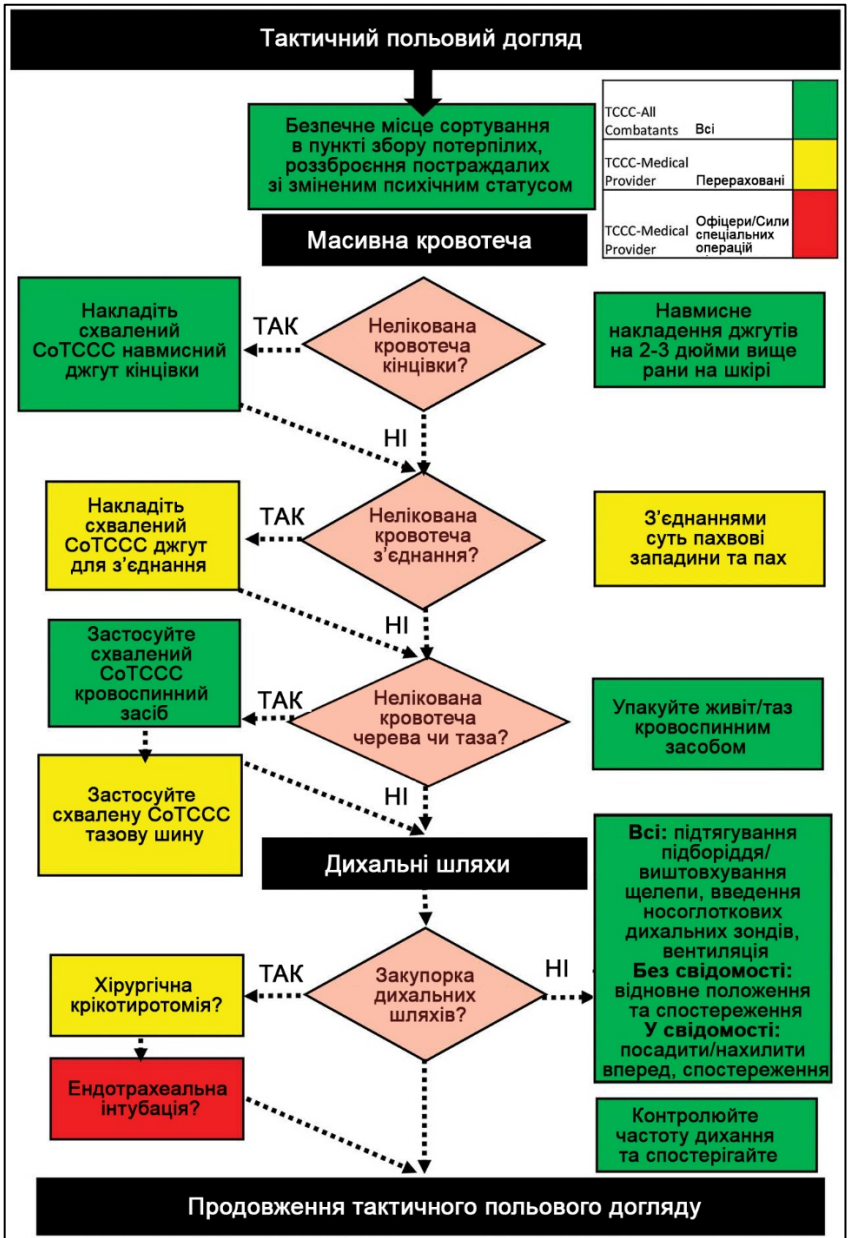 Тактичний польовий догляд
Безпечне місце сортування
в пункті збору потерпілих,
роззброєння постраждалих
зі зміненим психічним статусом
TCCC-All
Combatants Всі
TCCC-Medical
Provider Перераховані
TCCC-Medical
Provider Офіцери/Сили
спеціальних
операцій
Масивна кровотеча
Накладіть
схвалений
CoTCCC навмисний
джгут кінцівки
ТАК
Нелікована
кровотеча
кінцівки?
Навмисне
накладення джгутів
на 2-3 дюйми вище
рани на шкірі
НІ
Накладіть
схвалений
CoTCCC джгут
для з’єднання
ТАК
Нелікована
кровотеча
з’єднання?
З’єднаннями
суть пахвові
западини та пах
НІ
Застосуйте
схвалений
CoTCCC
кровоспинний
засіб
ТАК
Нелікована
кровотеча
черева чи таза?
Упакуйте живіт/таз
кровоспинним
засобом
НІ
Застосуйте
схвалену CoTCCC
тазову шину
Дихальні шляхи
Всі: підтягування
підборіддя/
виштовхування
щелепи, введення
носоглоткових
дихальних зондів,
вентиляція
Без свідомості:
відновне положення
та спостереження
У свідомості:
посадити/нахилити
вперед, спостереження
Хірургічна
крікотиротомія?
ТАК
Закупорка
дихальних
шляхів?
НІ
Ендотрахеальна
інтубація?
Контролюйте
частоту дихання
та спостерігайте
Продовження тактичного польового догляду